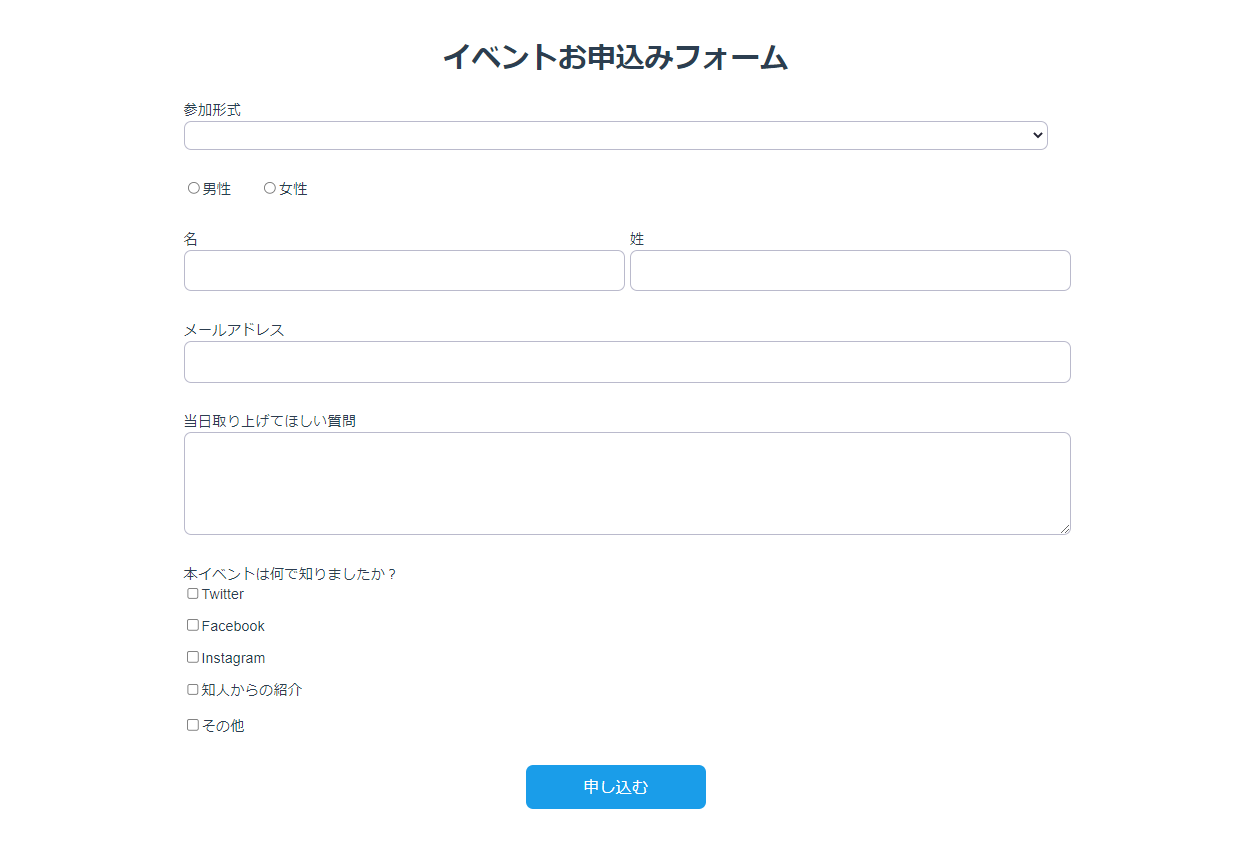 イベントお申込みフォーム
参加形式
男性 女性
名 姓
メールアドレス
当日取り上げてほしい質問
本イベントは何で知りましたか？
Twitter
Facebook
Instagram
知人からの紹介
その他
申し込む